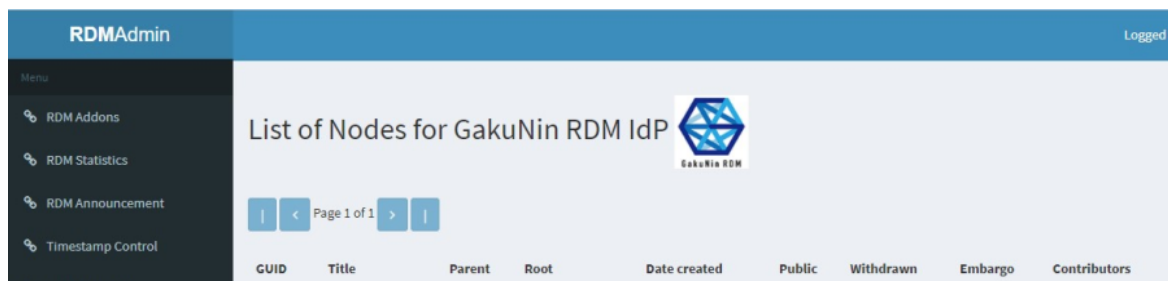 RDMAdmin
Logged
Menu
RDM Addons
RDM Statistics
RDM Announcement
Timestamp Control
List of Nodes for GakuNin RDM IdP
GakuNin RDM
| < Page 1 of 1 > |
GUID Title Parent Root Date created Public Withdrawn Embargo Contributors